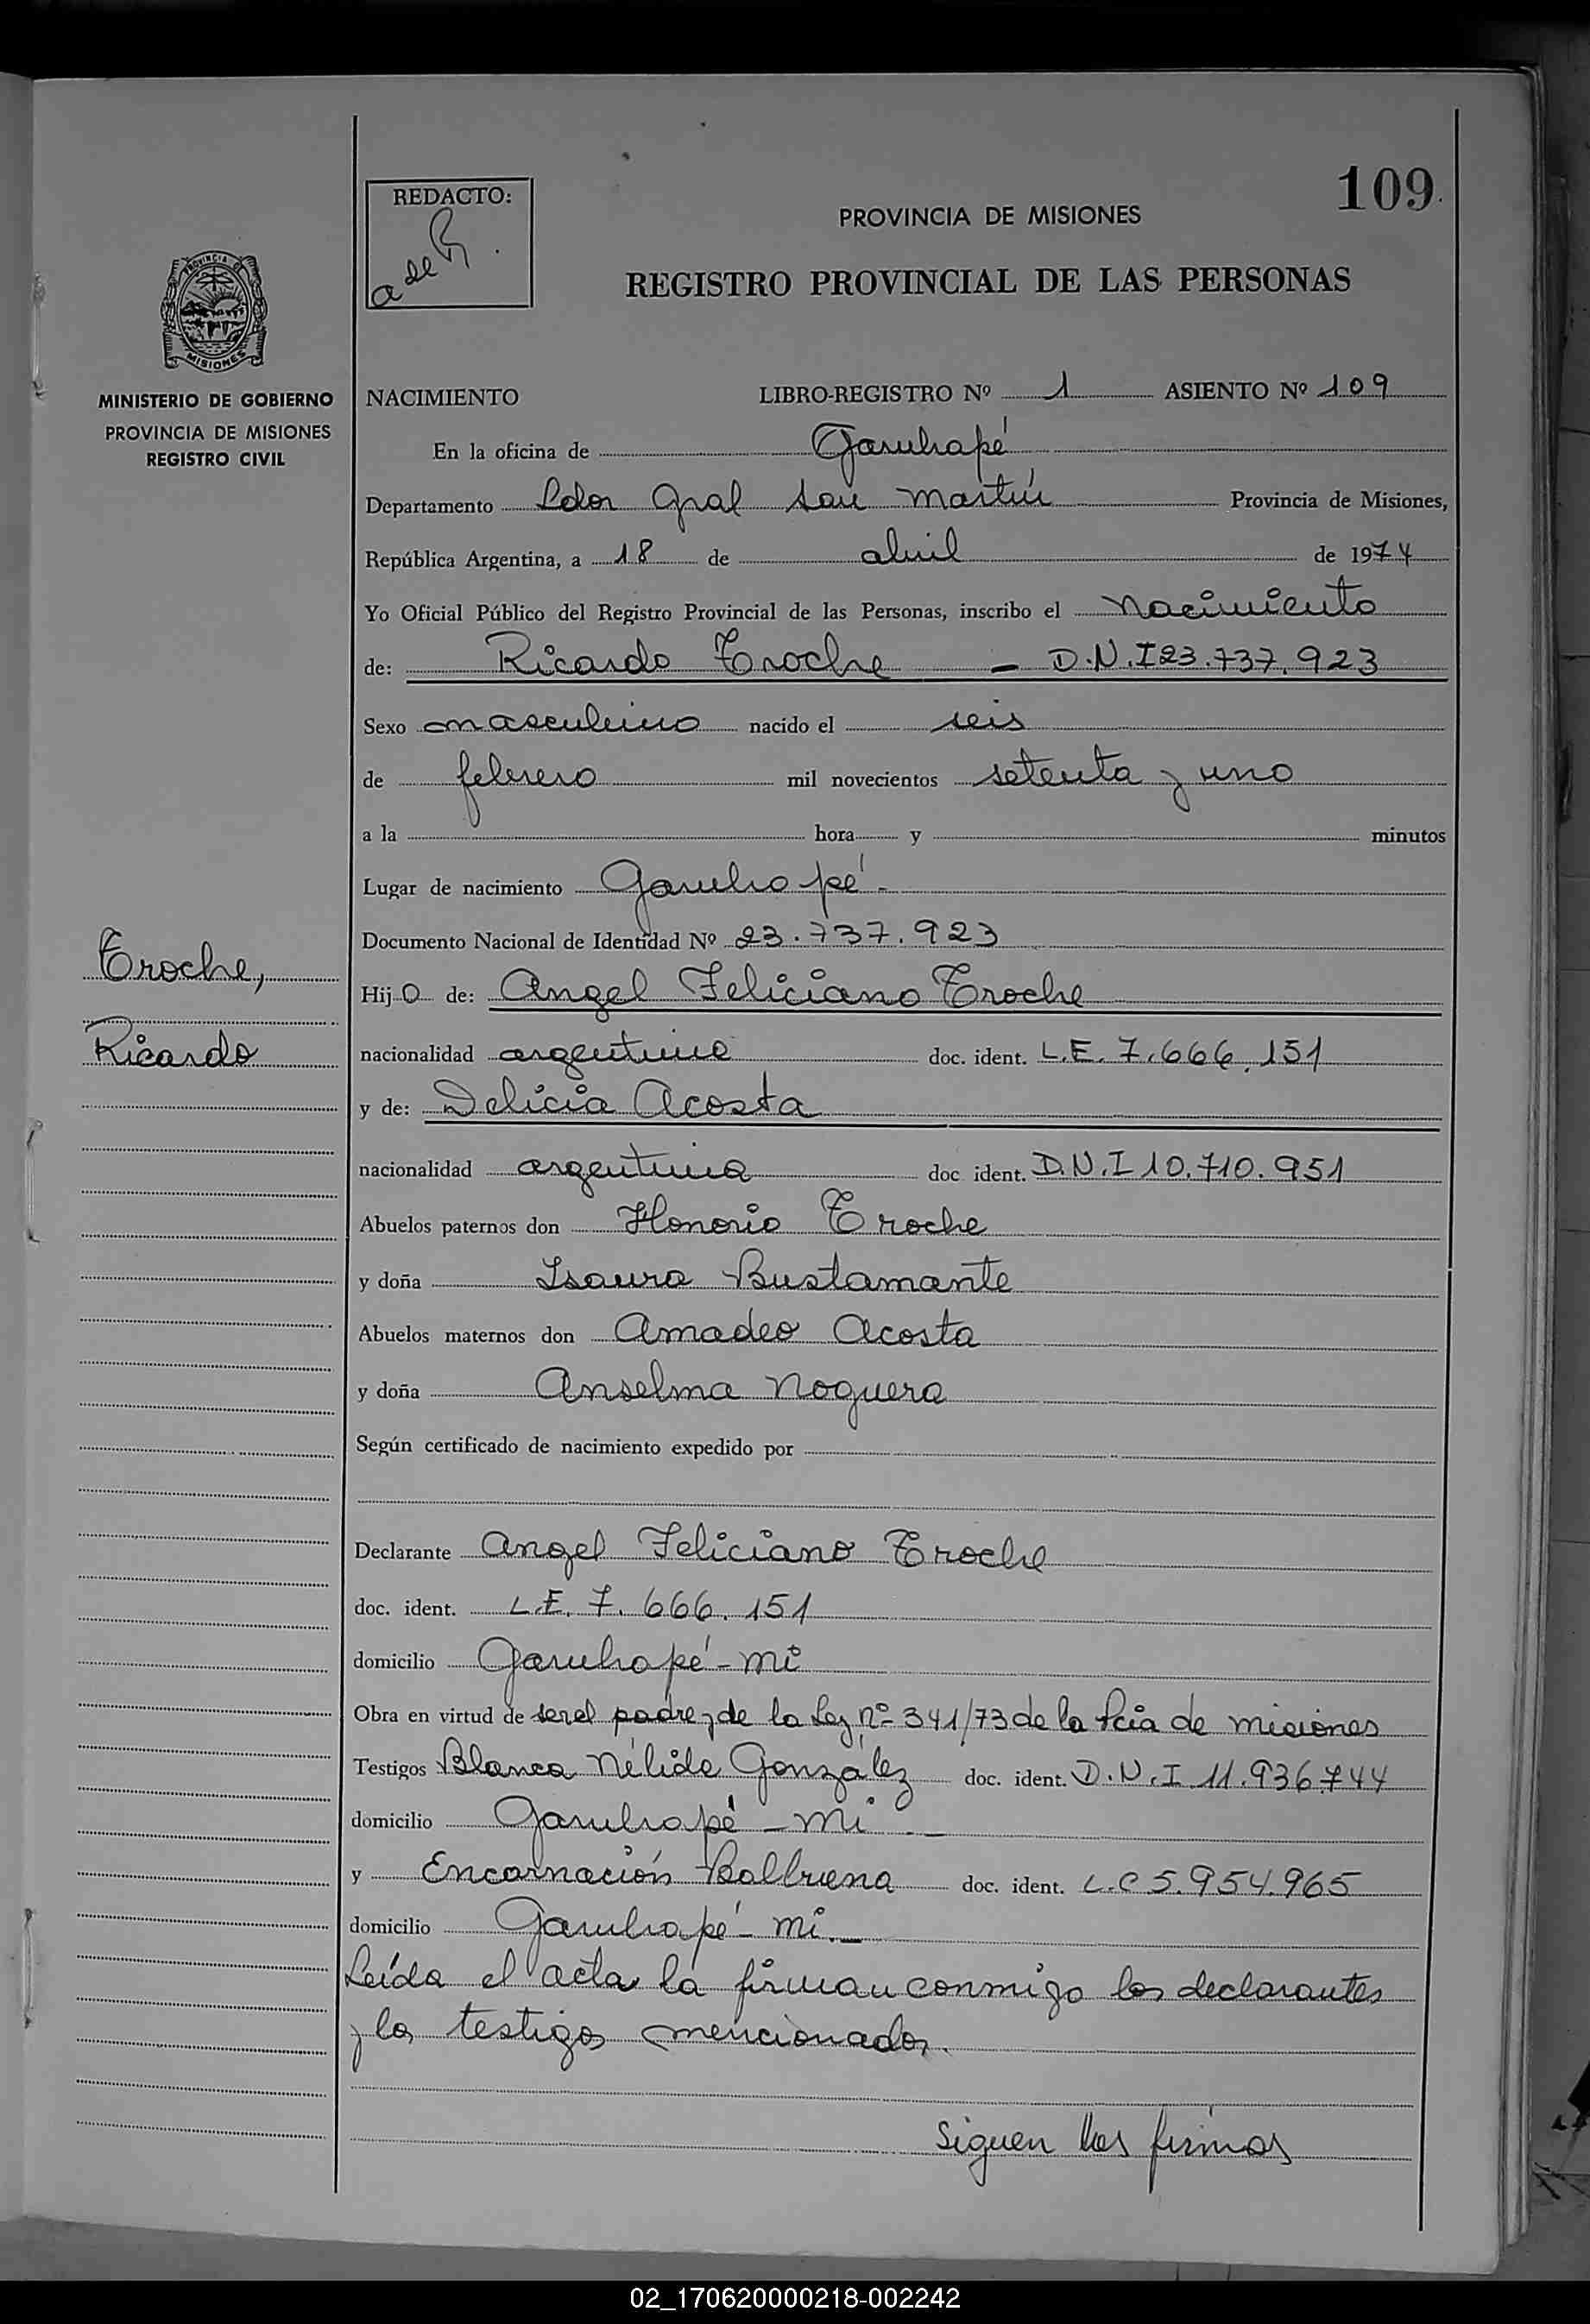 109
REDACTO:
a de R.
PROVINCIA DE MISIONES
REGISTRO PROVINCIAL DE LAS PERSONAS
PROVINCIA DE
MISIONES
MINISTERIO DE GOBIERNO
PROVINCIA DE MISIONES
REGISTRO CIVIL
NACIMIENTO LIBRO-REGISTRO Nº 1 ASIENTO Nº 109
En la oficina de Garuhapé
Departamento Ldor Gral San Martín Provincia de Misiones,
República Argentina, a 18 de abril de 1974
Yo Oficial Público del Registro Provincial de las Personas, inscribo el Nacimiento
de: Ricardo Troche - D.N.I 23.737.923
Sexo masculino nacido el seis
de febrero mil novecientos setenta y uno
a la hora y minutos
Lugar de nacimiento Garuhapé -
Documento Nacional de Identidad Nº 23.737.923
Troche,
Hij o de: Angel Feliciano Troche
Ricardo
nacionalidad argentino doc. ident. L.E. 7.666.151
y de: Delicia Acosta
nacionalidad argentina doc ident. D.N.I 10.710.951
Abuelos paternos don Honorio Troche
y doña Isaura Bustamante
Abuelos maternos don Amadeo Acosta
y doña Anselma Noguera
Según certificado de nacimiento expedido por
Declarante Angel Feliciano Troche
doc. ident. L.E. 7.666.151
domicilio Garuhapé - Mi
Obra en virtud de ser el padre y de la Ley nº 341/73 de la Pcia de Misiones
Testigos Blanca Nélida González doc. ident. D.N.I 11.936.744
domicilio Garuhapé - Mi -
y Encarnación Balbuena doc. ident. L.C 5.954.965
domicilio Garuhapé - Mi. -
Leída el acta la firman conmigo los declarantes
y los testigos mencionados.
Siguen las firmas
02_170620000218-002242